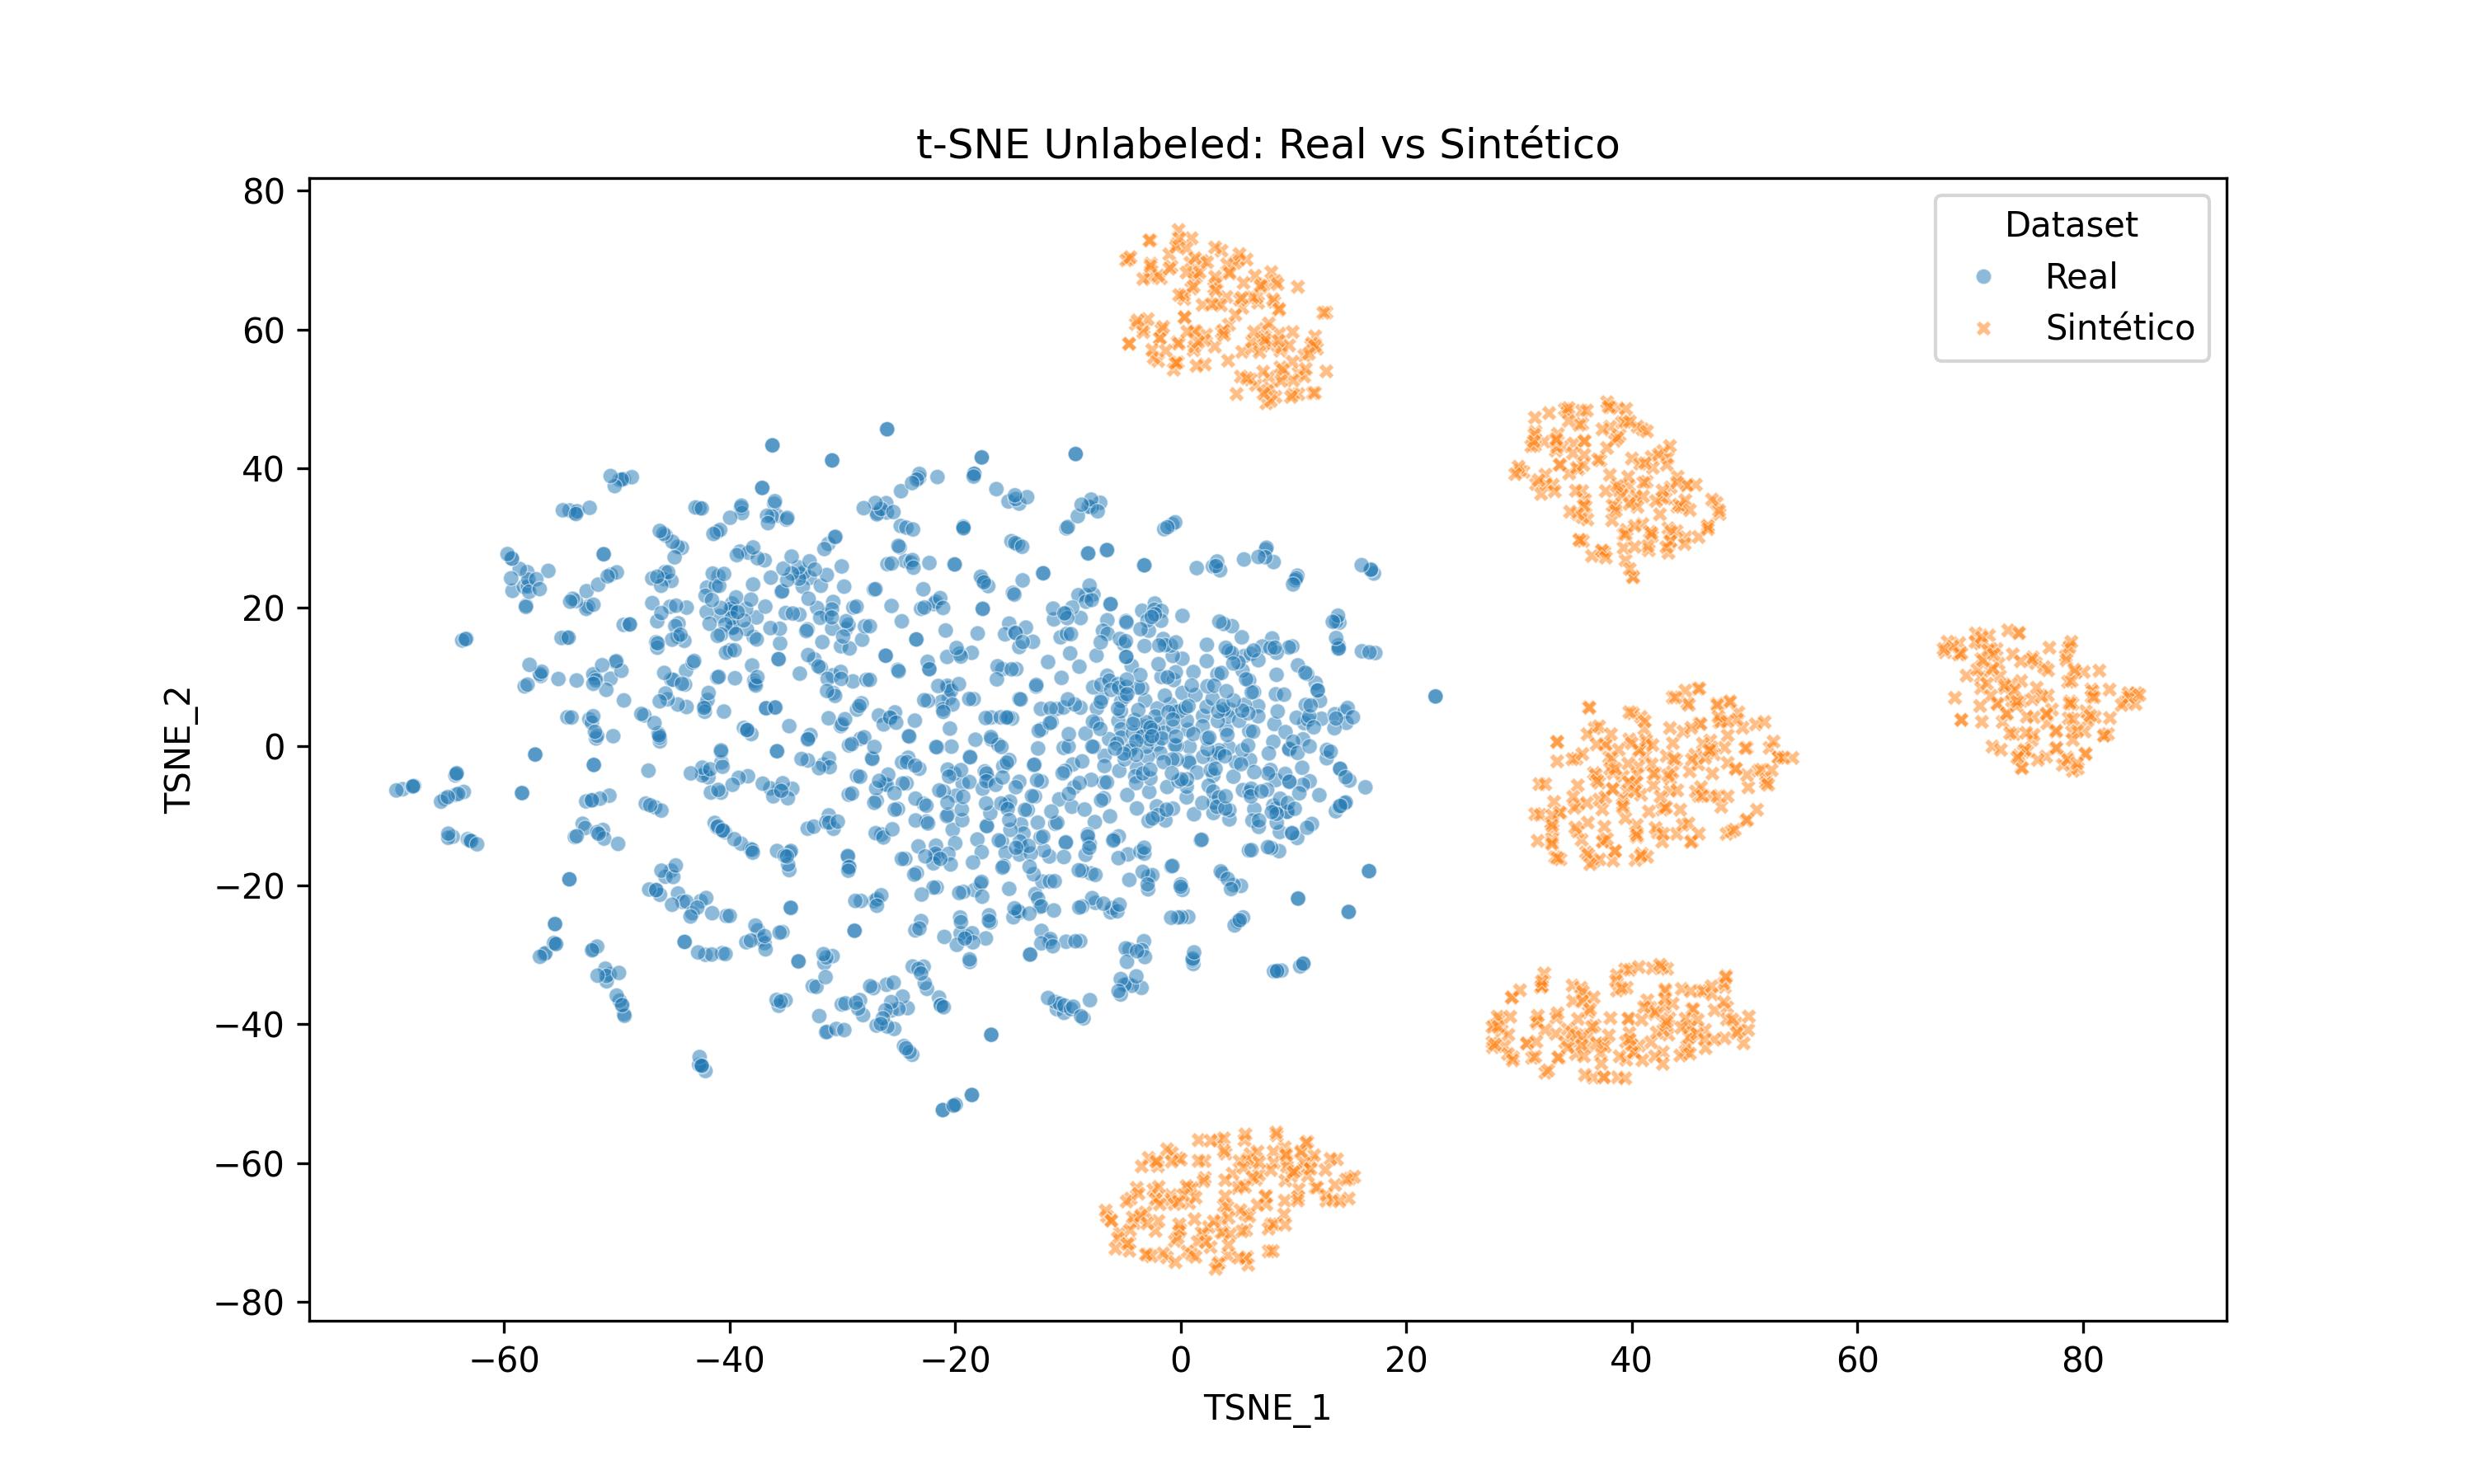 t-SNE Unlabeled: Real vs Sintético
Dataset
Real
Sintético
80
60
40
20
0
−20
−40
−60
−80
TSNE_2
−60 −40 −20 0 20 40 60 80
TSNE_1